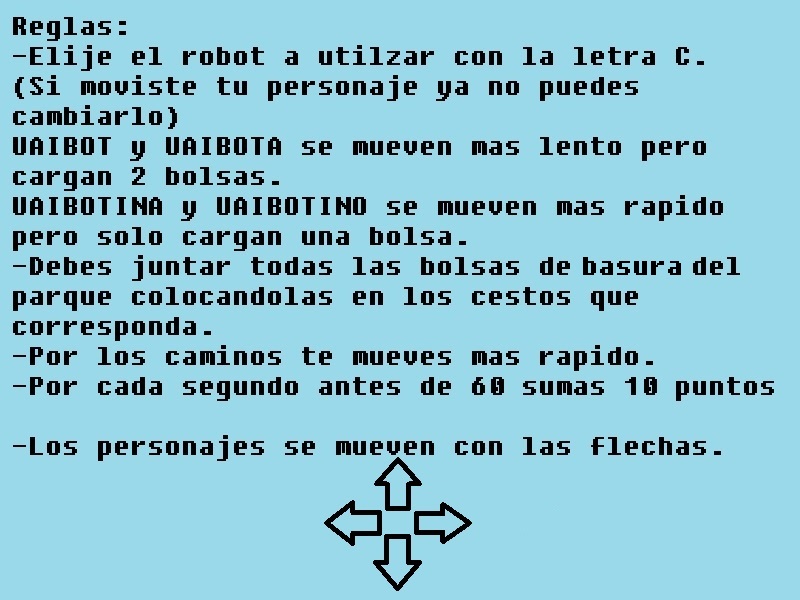 Reglas:
-Elije el robot a utilzar con la letra C.
(Si moviste tu personaje ya no puedes
cambiarlo)
UAIBOT y UAIBOTA se mueven mas lento pero
cargan 2 bolsas.
UAIBOTINA y UAIBOTINO se mueven mas rapido
pero solo cargan una bolsa.
-Debes juntar todas las bolsas de basura del
parque colocandolas en los cestos que
corresponda.
-Por los caminos te mueves mas rapido.
-Por cada segundo antes de 60 sumas 10 puntos
-Los personajes se mueven con las flechas.